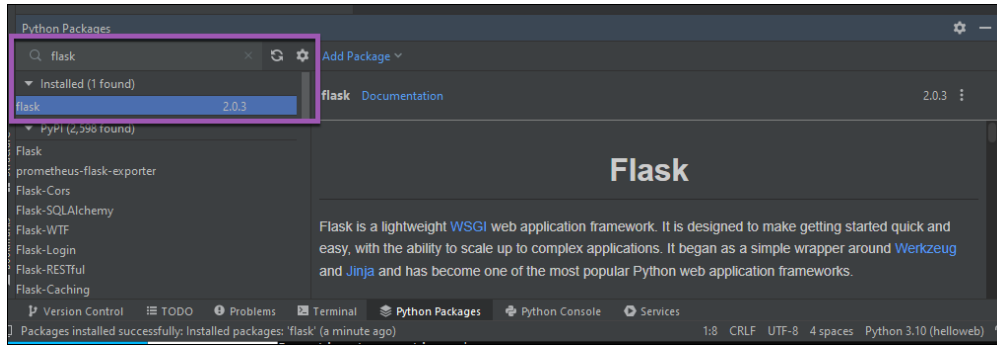 Python Packages
flask
Add Package
Installed (1 found)
flask 2.0.3
flask Documentation 2.0.3
PyPI (2,598 found)
Flask
prometheus-flask-exporter
Flask-Cors
Flask-SQLAlchemy
Flask-WTF
Flask-Login
Flask-RESTful
Flask-Caching
Flask
Flask is a lightweight WSGI web application framework. It is designed to make getting started quick and
easy, with the ability to scale up to complex applications. It began as a simple wrapper around Werkzeug
and Jinja and has become one of the most popular Python web application frameworks.
Version Control TODO Problems Terminal Python Packages Python Console Services
Packages installed successfully: Installed packages: 'flask' (a minute ago) 1:8 CRLF UTF-8 4 spaces Python 3.10 (helloweb)